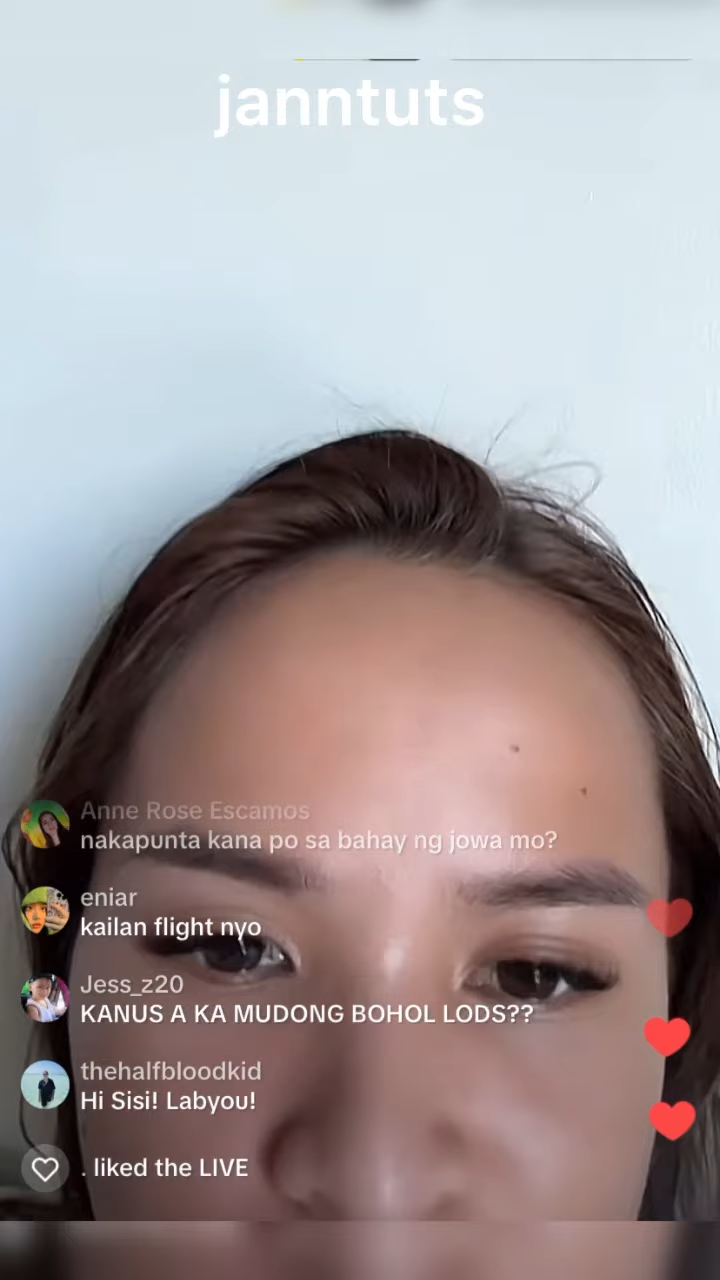 janntuts
Anne Rose Escamos
nakapunta kana po sa bahay ng jowa mo?
eniar
kailan flight nyo
Jess_z20
KANUS A KA MUDONG BOHOL LODS??
thehalfbloodkid
Hi Sisi! Labyou!
. liked the LIVE